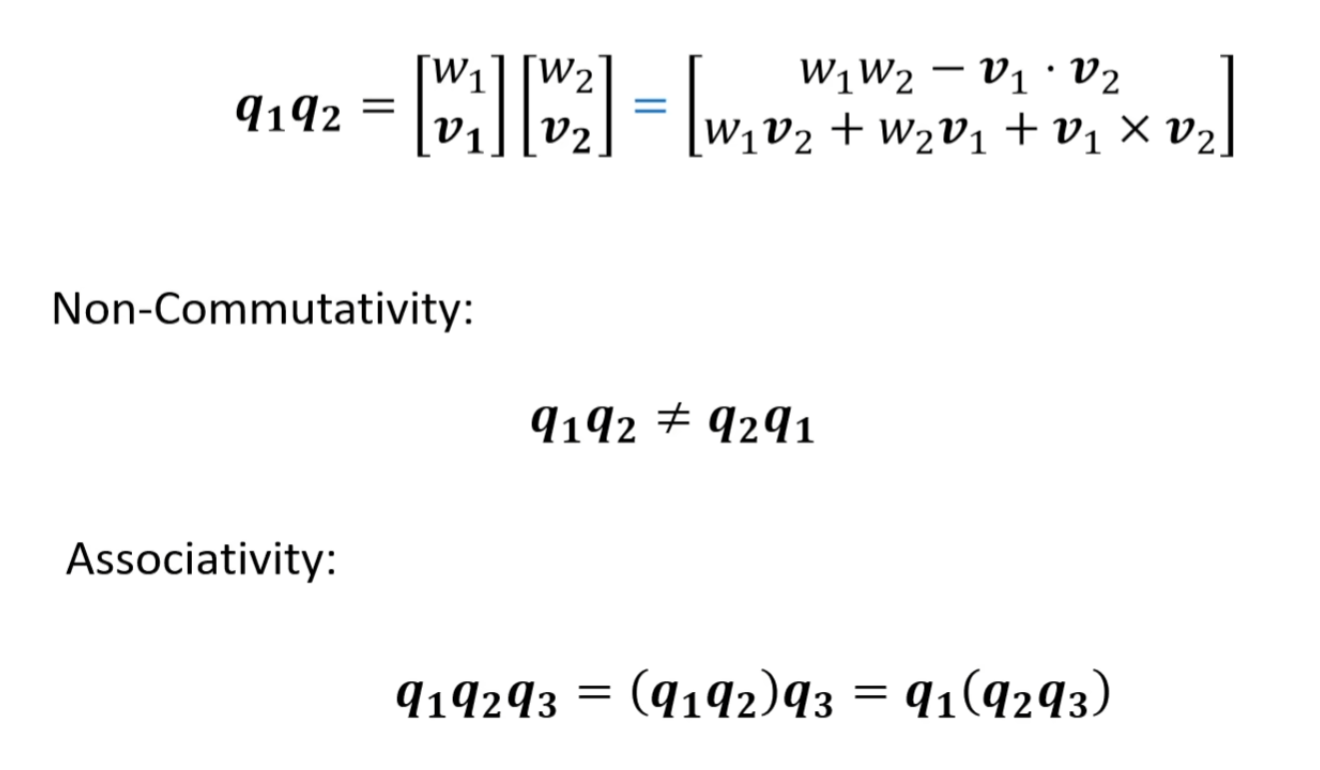 q₁q₂ = [w₁ v₁] [w₂ v₂] = [w₁w₂ − v₁ · v₂
w₁v₂ + w₂v₁ + v₁ × v₂]
Non-Commutativity:
q₁q₂ ≠ q₂q₁
Associativity:
q₁q₂q₃ = (q₁q₂)q₃ = q₁(q₂q₃)